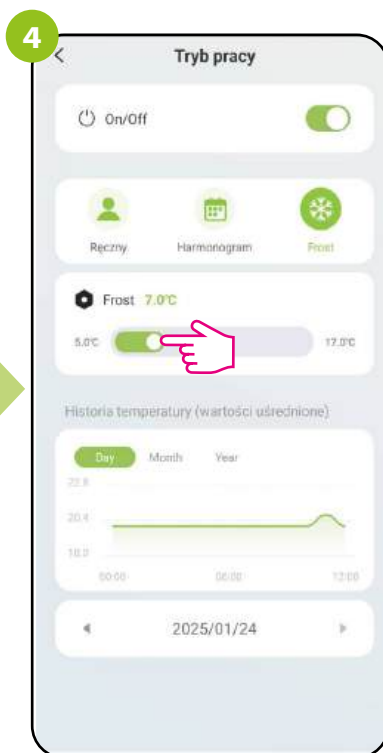 4
Tryb pracy
On/Off
Ręczny Harmonogram Frost
Frost 7.0°C
5.0°C 17.0°C
Historia temperatury (wartości uśrednione)
Day Month Year
22.8
20.4
18.0
00:00 06:00 12:00
2025/01/24